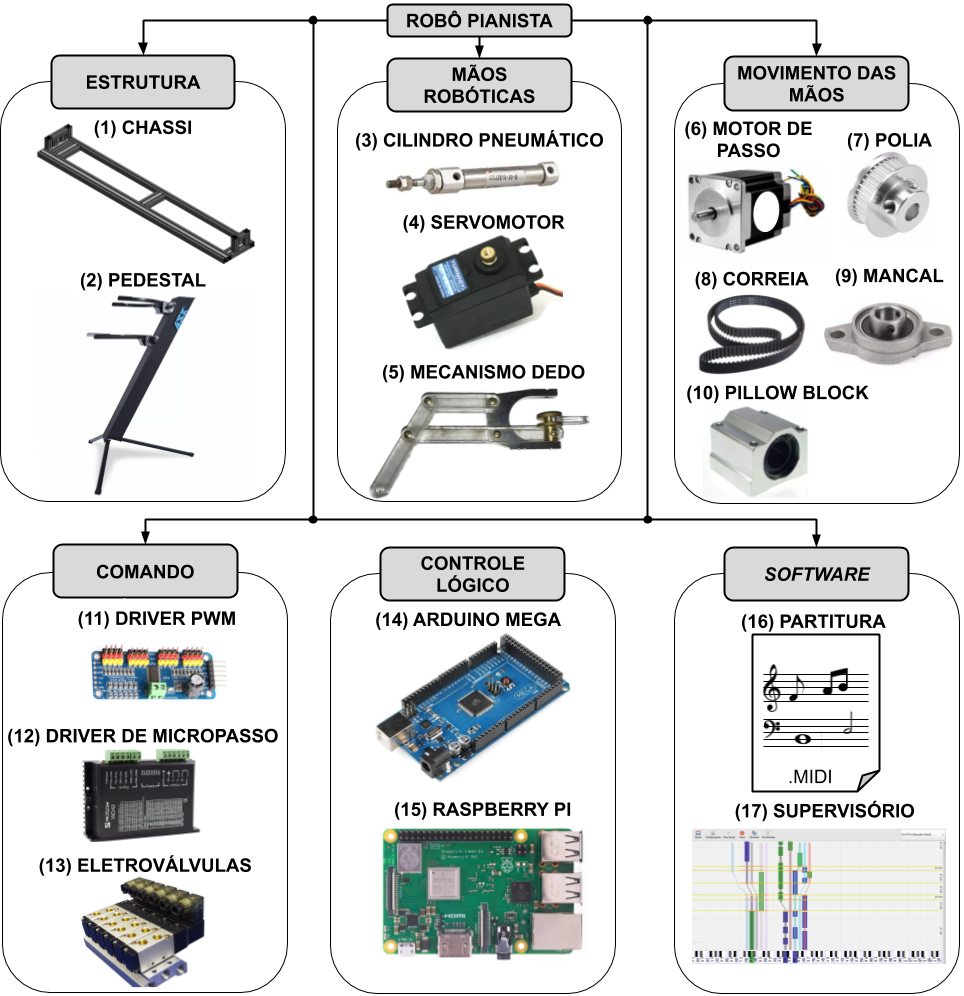 ROBÔ PIANISTA
ESTRUTURA
(1) CHASSI
(2) PEDESTAL
MÃOS
ROBÓTICAS
(3) CILINDRO PNEUMÁTICO
(4) SERVOMOTOR
(5) MECANISMO DEDO
MOVIMENTO DAS
MÃOS
(6) MOTOR DE
PASSO
(7) POLIA
(8) CORREIA
(9) MANCAL
(10) PILLOW BLOCK
COMANDO
(11) DRIVER PWM
(12) DRIVER DE MICROPASSO
(13) ELETROVÁLVULAS
CONTROLE
LÓGICO
(14) ARDUINO MEGA
MEGA
(15) RASPBERRY PI
HDMI
SOFTWARE
(16) PARTITURA
.MIDI
(17) SUPERVISÓRIO